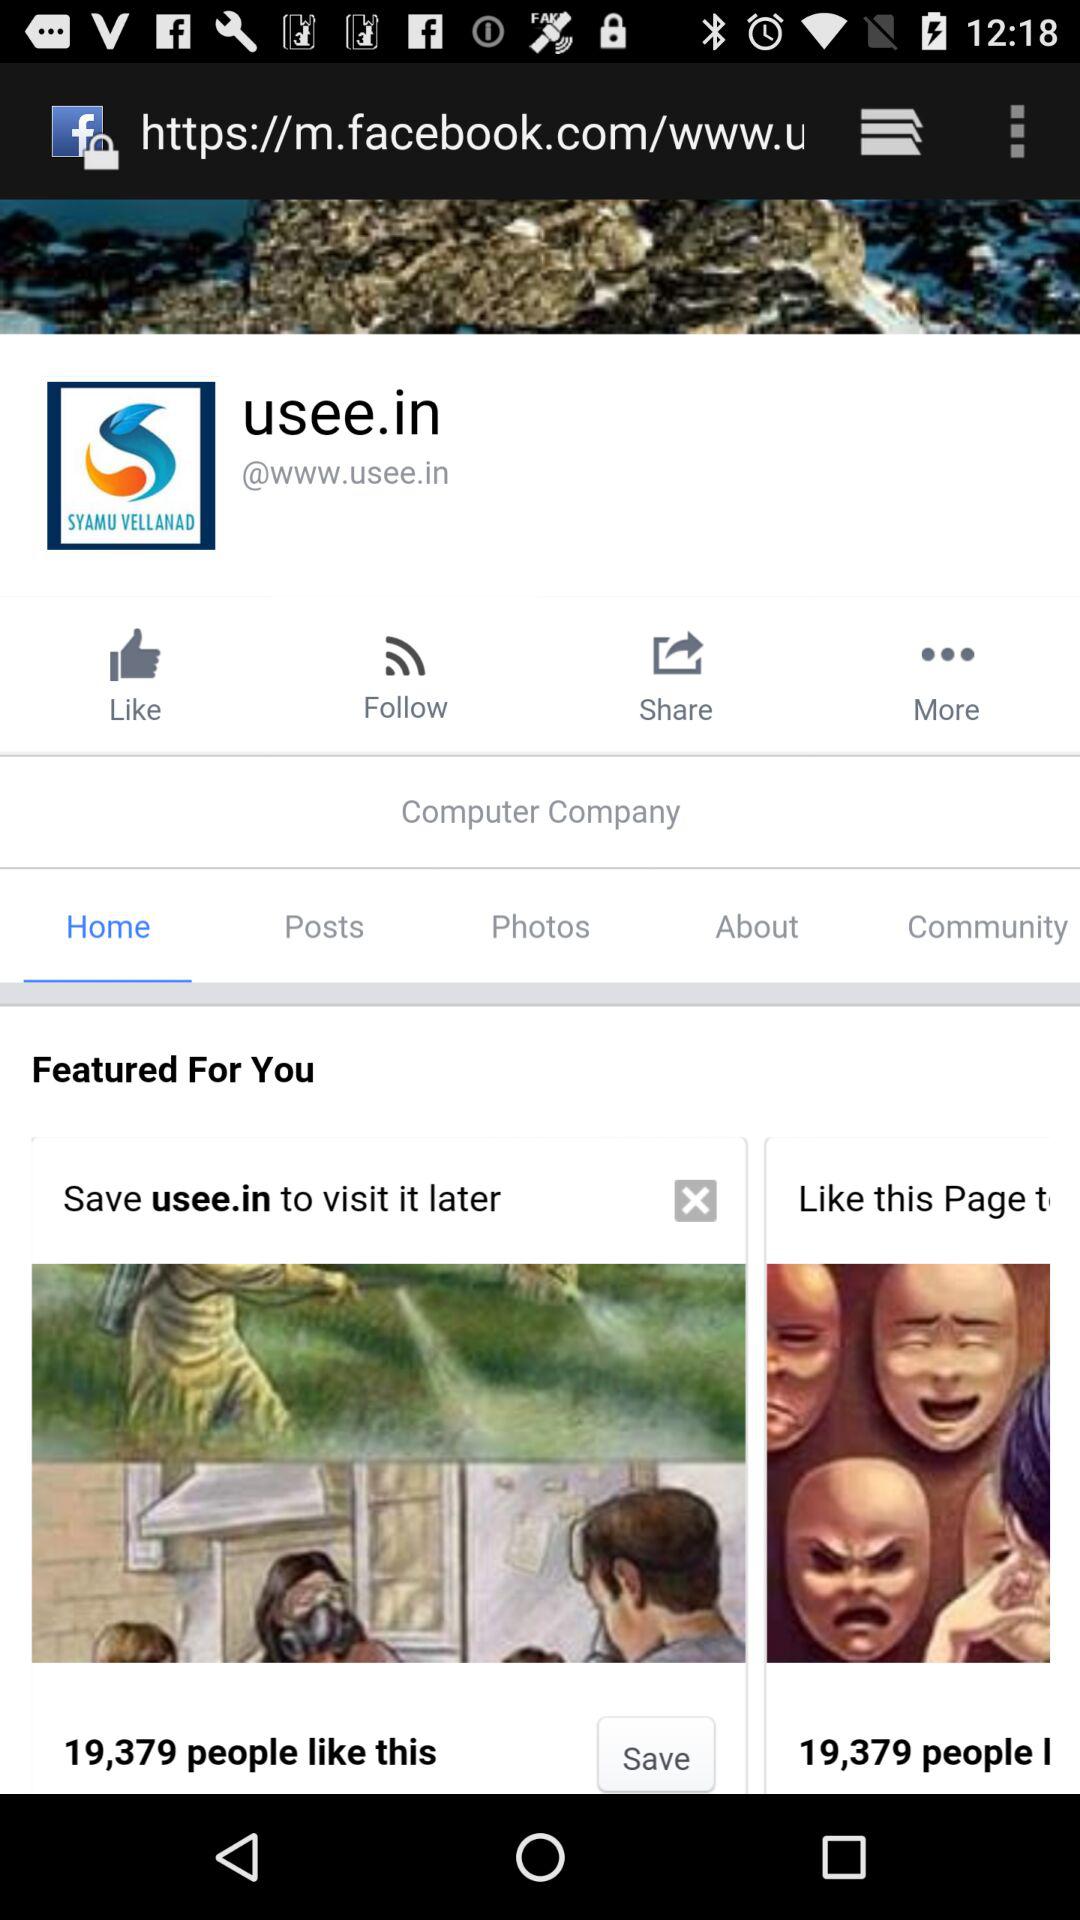 FAKE
12:18
https://m.facebook.com/www.u
SYAMU VELLANAD
usee.in
@www.usee.in
Like
Follow
Share
More
Computer Company
Home
Posts
Photos
About
Community
Featured For You
Save usee.in to visit it later
Like this Page to
19,379 people like this
Save
19,379 people l